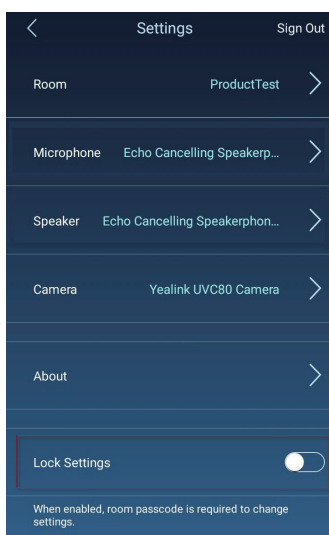 Settings Sign Out
Room ProductTest
Microphone Echo Cancelling Speakerp...
Speaker Echo Cancelling Speakerphon...
Camera Yealink UVC80 Camera
About
Lock Settings
When enabled, room passcode is required to change
settings.